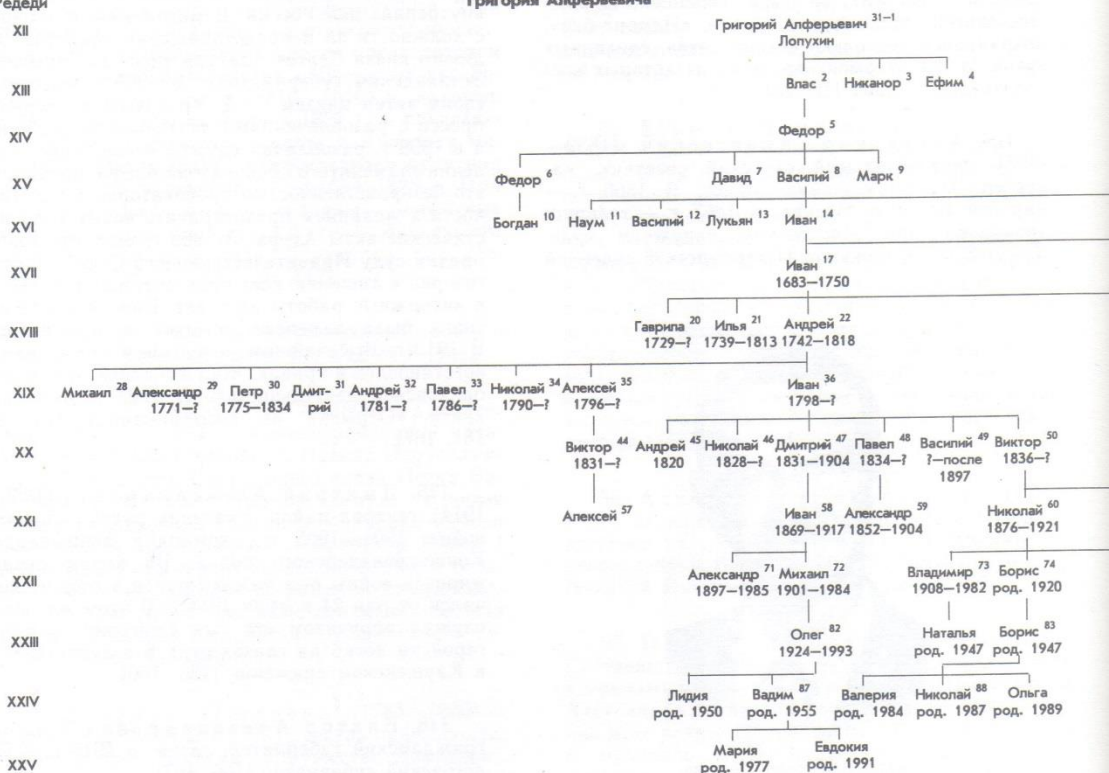 Редеди
Григория Алферьевича
XII
Григорий Алферьевич 31—1
Лопухин
XIII
Влас 2 Никанор 3 Ефим 4
XIV
Федор 5
XV
Федор 6 Давид 7 Василий 8 Марк 9
XVI
Богдан 10 Наум 11 Василий 12 Лукьян 13 Иван 14
XVII
Иван 17
1683—1750
XVIII
Гаврила 20 Илья 21 Андрей 22
1729—? 1739—1813 1742—1818
XIX
Михаил 28 Александр 29 Петр 30 Дми- 31 Андрей 32 Павел 33 Николай 34 Алексей 35 Иван 36
1771—? 1775—1834 трий 1781—? 1786—? 1790—? 1796—? 1798—?
XX
Виктор 44 Андрей 45 Николай 46 Дмитрий 47 Павел 48 Василий 49 Виктор 50
1831—? 1820 1828—? 1831—1904 1834—? ?—после 1836—?
1897
XXI
Алексей 57 Иван 58 Александр 59 Николай 60
1869—1917 1852—1904 1876—1921
XXII
Александр 71 Михаил 72 Владимир 73 Борис 74
1897—1985 1901—1984 1908—1982 род. 1920
XXIII
Олег 82 Наталья Борис 83
1924—1993 род. 1947 род. 1947
XXIV
Лидия Вадим 87 Валерия Николай 88 Ольга
род. 1950 род. 1955 род. 1984 род. 1987 род. 1989
XXV
Мария Евдокия
род. 1977 род. 1991